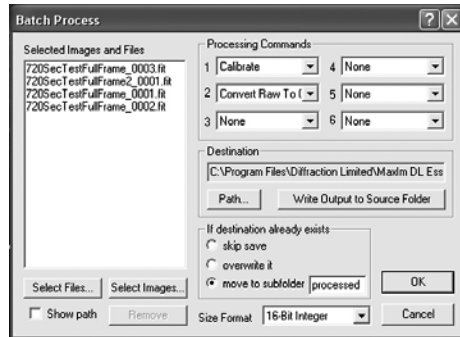 Batch Process
Selected Images and Files
720SecTestFullFrame_0003.fit
720SecTestFullFrame2_0001.fit
720SecTestFullFrame_0001.fit
720SecTestFullFrame_0002.fit
Select Files...
Select Images...
Show path
Remove
Processing Commands
1 Calibrate
4 None
2 Convert Raw To C
5 None
3 None
6 None
Destination
C:\Program Files\Diffraction Limited\MaxIm DL Ess
Path...
Write Output to Source Folder
If destination already exists
skip save
overwrite it
move to subfolder processed
Size Format 16-Bit Integer
OK
Cancel